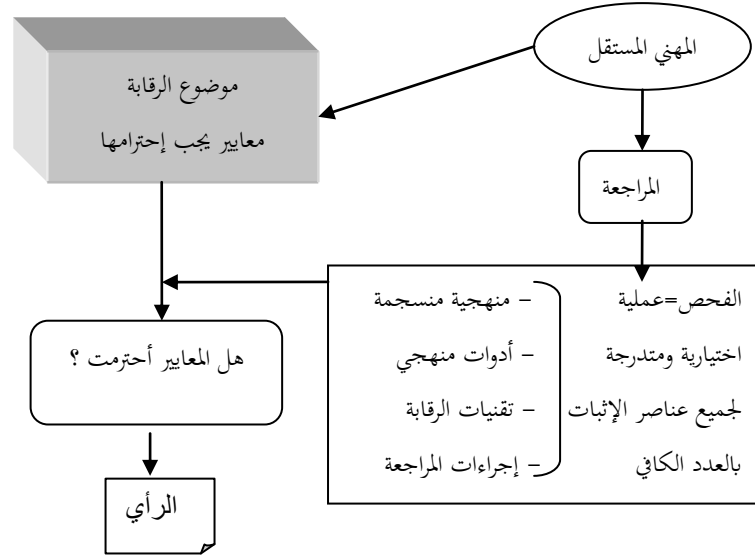 المهني المستقل
موضوع الرقابة
معايير يجب إحترامها
المراجعة
الفحص=عملية
اختيارية ومتدرجة
لجميع عناصر الإثبات
بالعدد الكافي
– منهجية منسجمة
– أدوات منهجي
– تقنيات الرقابة
– إجراءات المراجعة
هل المعايير أحترمت ؟
الرأي